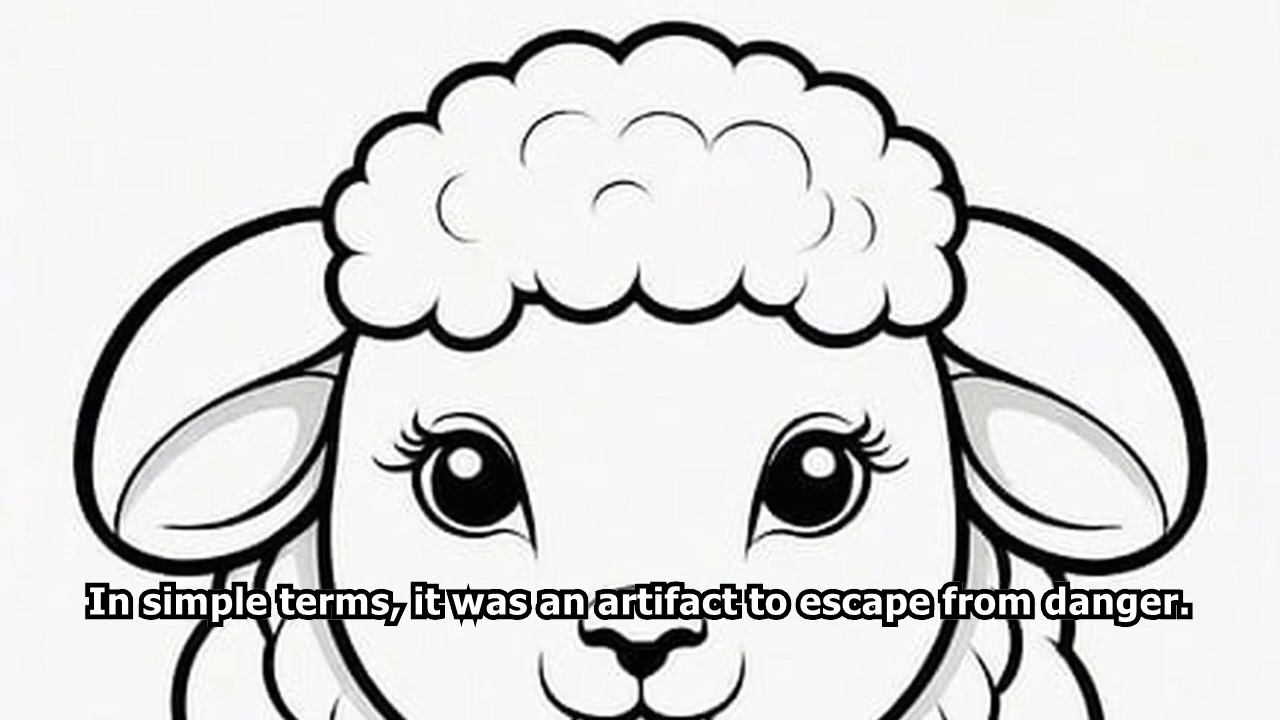 In simple terms, it was an artifact to escape from danger.